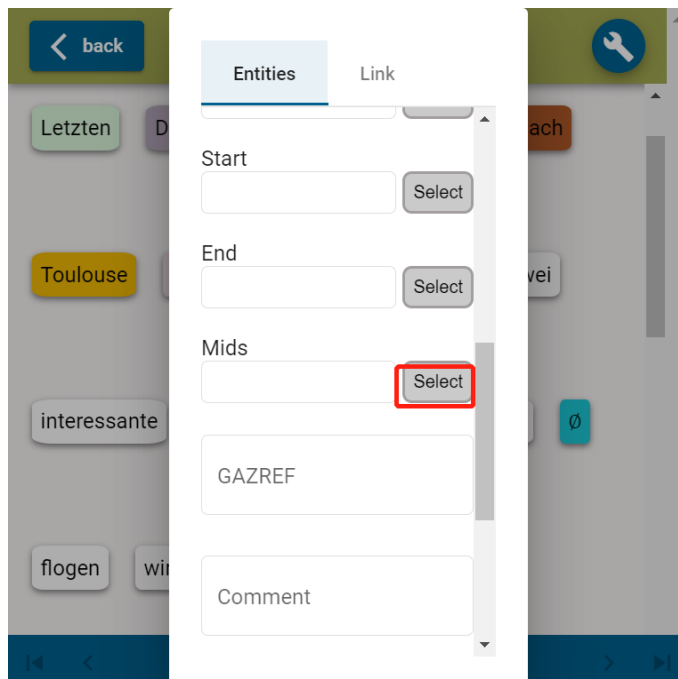 back
Entities Link
Letzten D ach
Start
Select
End
Toulouse Select wei
Mids
Select
interessante Ø
GAZREF
flogen wir
Comment